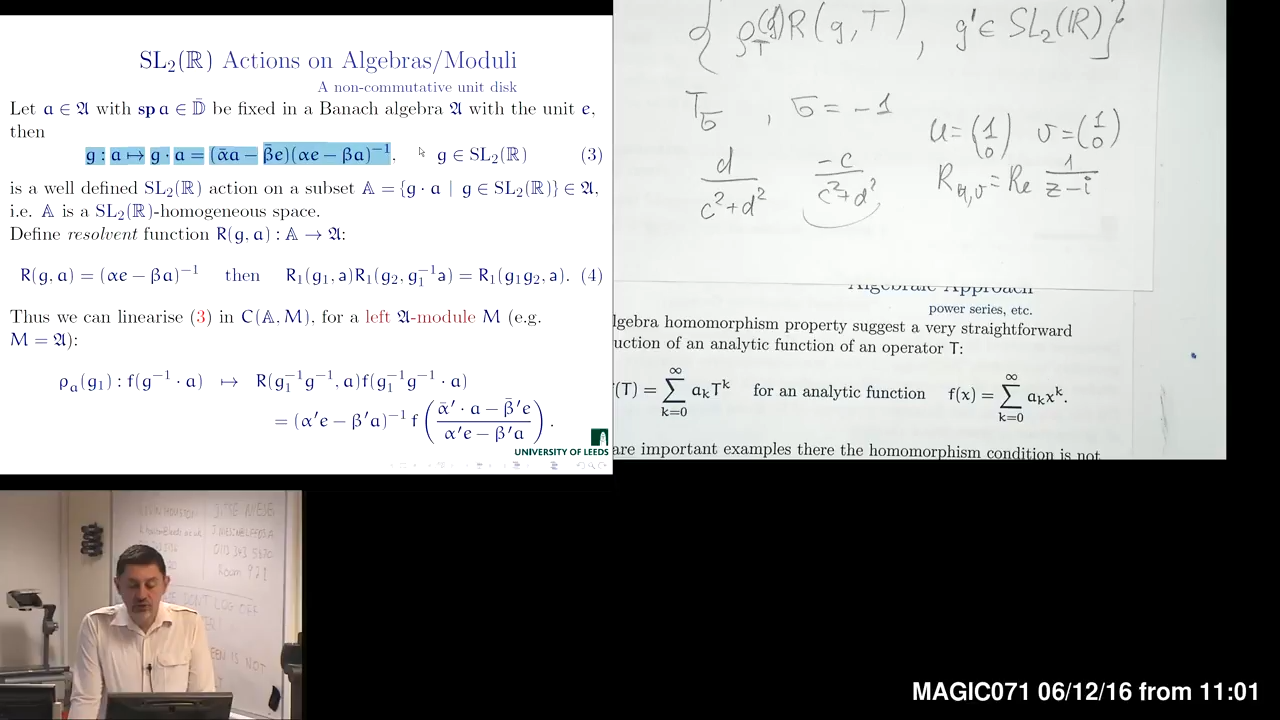 SL₂(ℝ) Actions on Algebras/Moduli
A non-commutative unit disk
Let a ∈ 𝔄 with sp a ∈ 𝔻̄ be fixed in a Banach algebra 𝔄 with the unit e,
then
g : a ↦ g · a = (ᾱa − β̄e)(αe − βa)⁻¹, g ∈ SL₂(ℝ) (3)
is a well defined SL₂(ℝ) action on a subset 𝔸 = {g · a | g ∈ SL₂(ℝ)} ∈ 𝔄,
i.e. 𝔸 is a SL₂(ℝ)-homogeneous space.
Define resolvent function R(g, a) : 𝔸 → 𝔄:
R(g, a) = (αe − βa)⁻¹ then R₁(g₁, a)R₁(g₂, g₁⁻¹a) = R₁(g₁g₂, a). (4)
Thus we can linearise (3) in C(𝔸, M), for a left 𝔄-module M (e.g.
M = 𝔄):
ρₐ(g₁) : f(g⁻¹ · a) ↦ R(g₁⁻¹g⁻¹, a)f(g₁⁻¹g⁻¹ · a)
= (α′e − β′a)⁻¹ f ( (ᾱ′ · a − β̄′e) / (α′e − β′a) ) .
UNIVERSITY OF LEEDS
R(g, T) , g' ∈ SL₂(ℝ)}
, σ = −1
u = (1 0) v = (1 0)
d / (c² + d²) −c / (c² + d²)
= Re 1 / (z − i)
Algebraic Approach
power series, etc.
lgebra homomorphism property suggest a very straightforward
uction of an analytic function of an operator T:
(T) = ∑_{k=0}^{∞} aₖTᵏ for an analytic function f(x) = ∑_{k=0}^{∞} aₖxᵏ.
are important examples there the homomorphism condition is not
Room 9.21
MAGIC071 06/12/16 from 11:01